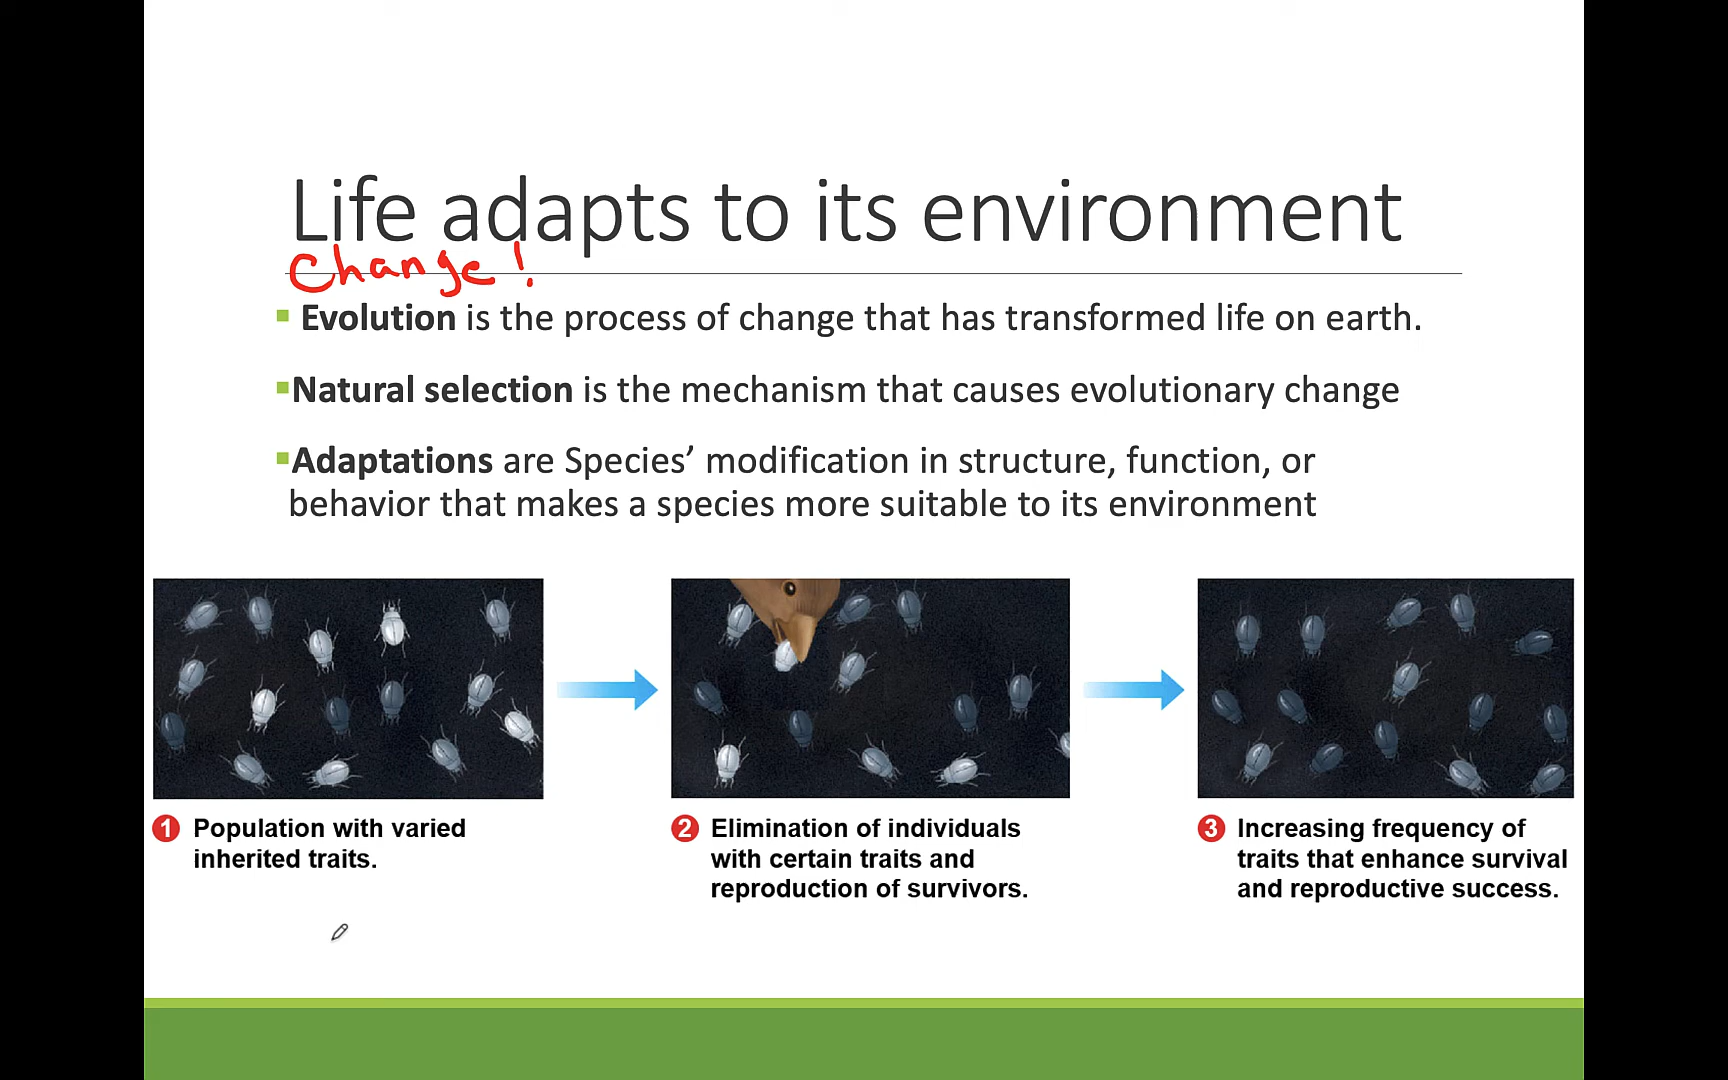 Life adapts to its environment
Change!
Evolution is the process of change that has transformed life on earth.
Natural selection is the mechanism that causes evolutionary change
Adaptations are Species’ modification in structure, function, or
behavior that makes a species more suitable to its environment
1 Population with varied
inherited traits.
2 Elimination of individuals
with certain traits and
reproduction of survivors.
3 Increasing frequency of
traits that enhance survival
and reproductive success.